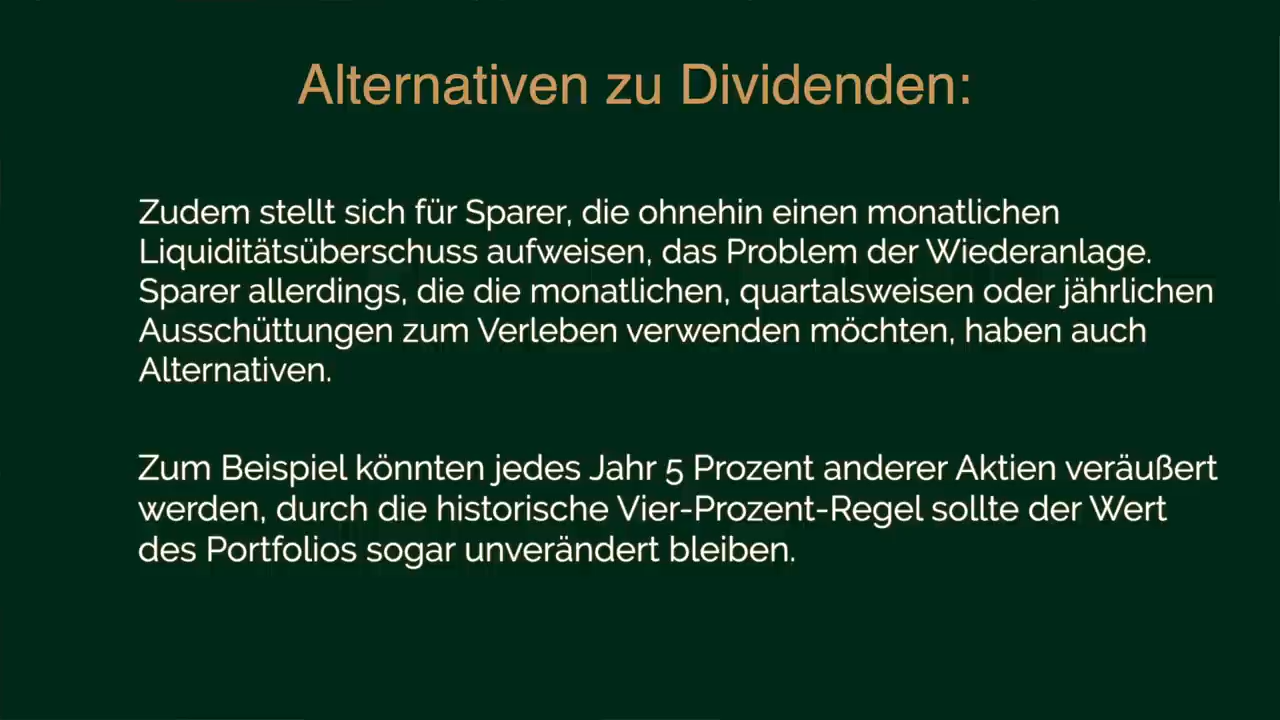 Alternativen zu Dividenden:
Zudem stellt sich für Sparer, die ohnehin einen monatlichen
Liquiditätsüberschuss aufweisen, das Problem der Wiederanlage.
Sparer allerdings, die die monatlichen, quartalsweisen oder jährlichen
Ausschüttungen zum Verleben verwenden möchten, haben auch
Alternativen.
Zum Beispiel könnten jedes Jahr 5 Prozent anderer Aktien veräußert
werden, durch die historische Vier-Prozent-Regel sollte der Wert
des Portfolios sogar unverändert bleiben.